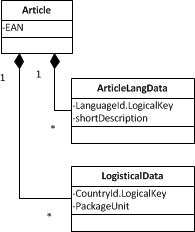 Article
-EAN
1
1
ArticleLangData
-LanguageId.LogicalKey
-shortDescription
*
LogisticalData
-CountryId.LogicalKey
-PackageUnit
*